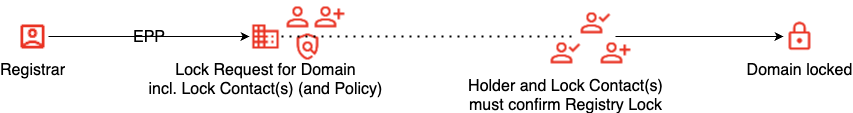 EPP
Registrar
Lock Request for Domain
incl. Lock Contact(s) (and Policy)
Holder and Lock Contact(s)
must confirm Registry Lock
Domain locked